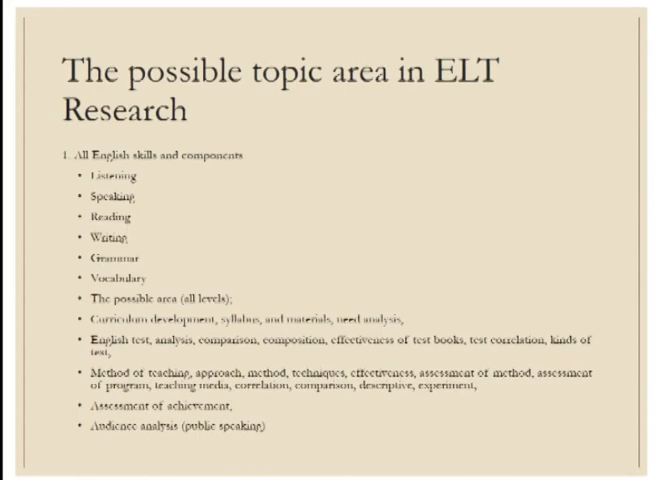 The possible topic area in ELT
Research
1. All English skills and components
• Listening
• Speaking
• Reading
• Writing
• Grammar
• Vocabulary
• The possible area (all levels);
• Curriculum development, syllabus, and materials, need analysis,
• English test, analysis, comparison, composition, effectiveness of test books, test correlation, kinds of
test,
• Method of teaching, approach, method, techniques, effectiveness, assessment of method, assessment
of program, teaching media, correlation, comparison, descriptive, experiment,
• Assessment of achievement,
• Audience analysis (public speaking)